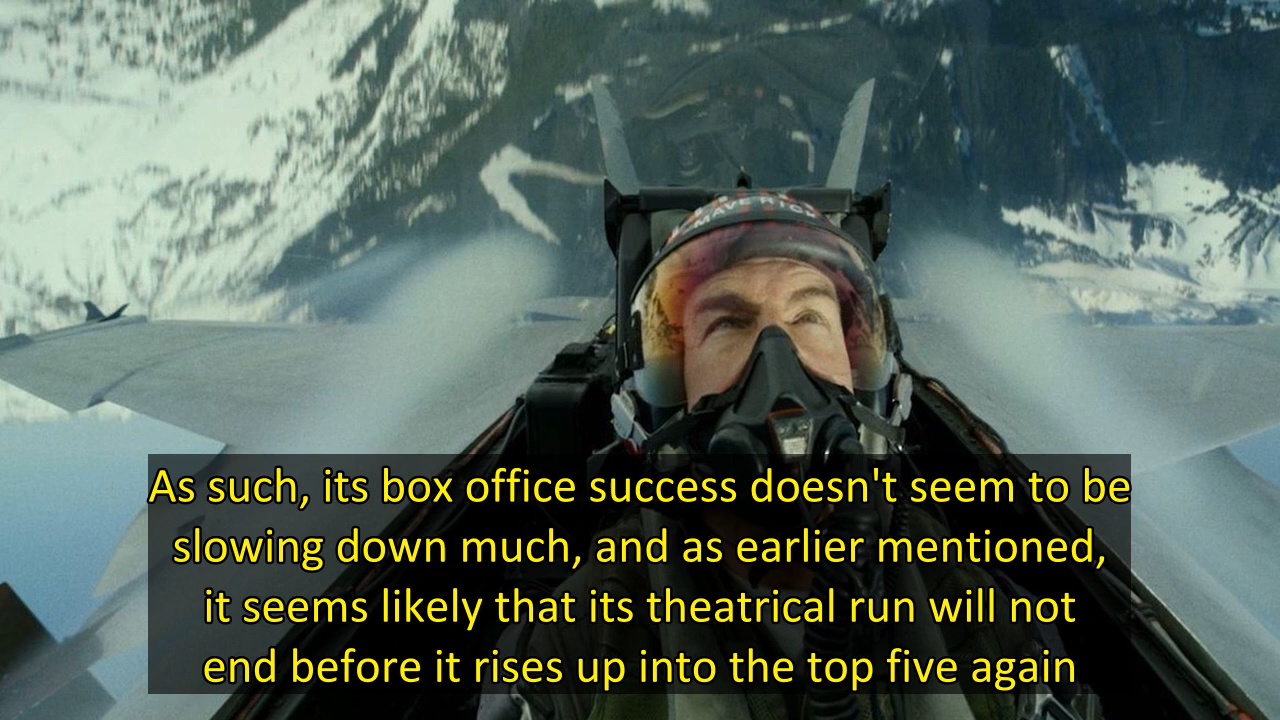 MAVERICK
As such, its box office success doesn't seem to be
slowing down much, and as earlier mentioned,
it seems likely that its theatrical run will not
end before it rises up into the top five again